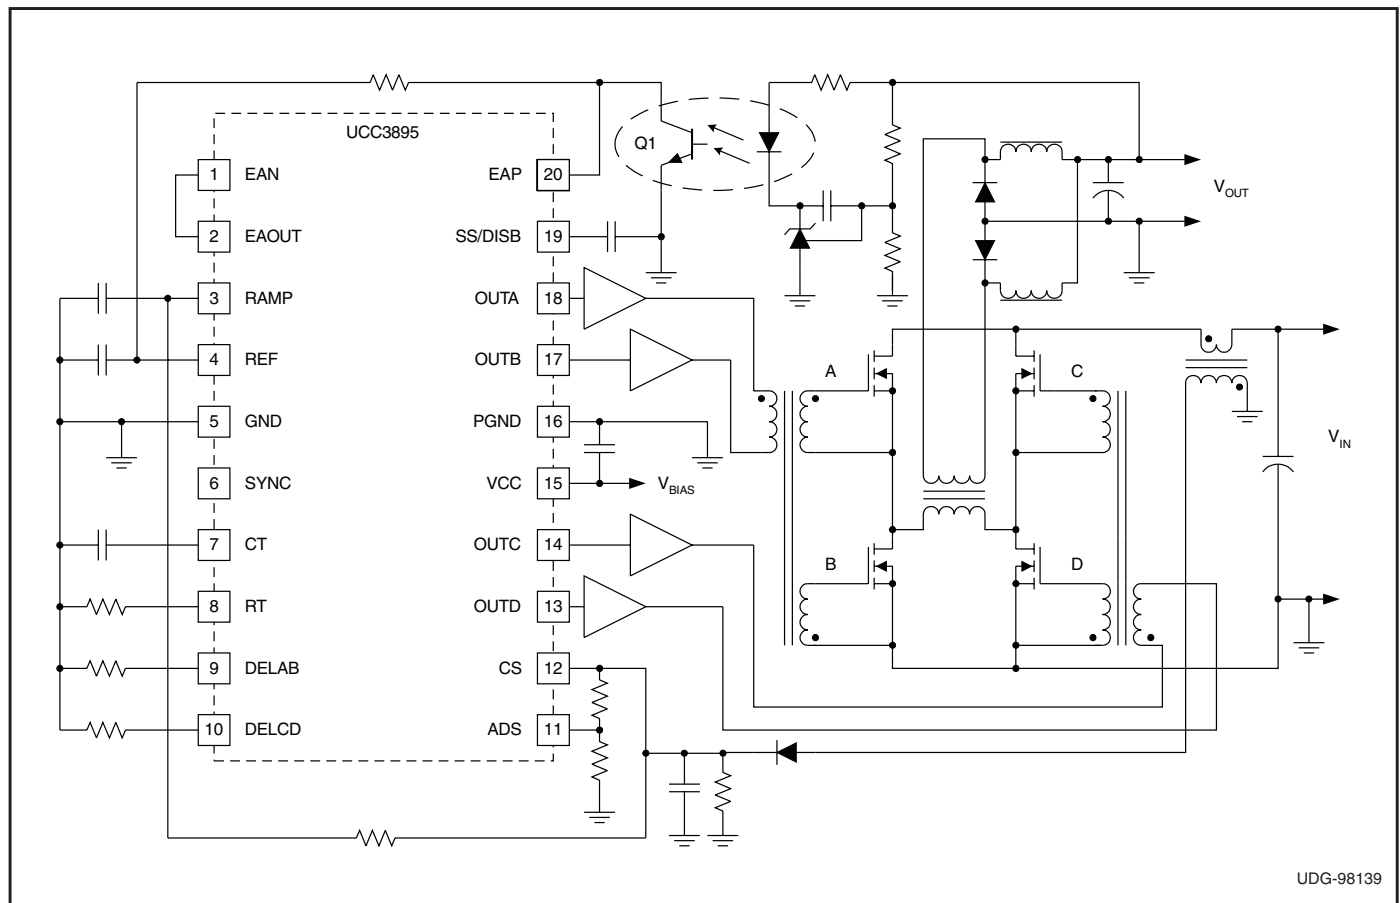 UCC3895
Q1
1 EAN
EAP 20
2 EAOUT
SS/DISB 19
VOUT
3 RAMP
OUTA 18
4 REF
OUTB 17
A
C
5 GND
PGND 16
VIN
6 SYNC
VCC 15
VBIAS
7 CT
OUTC 14
B
D
8 RT
OUTD 13
9 DELAB
CS 12
10 DELCD
ADS 11
UDG-98139